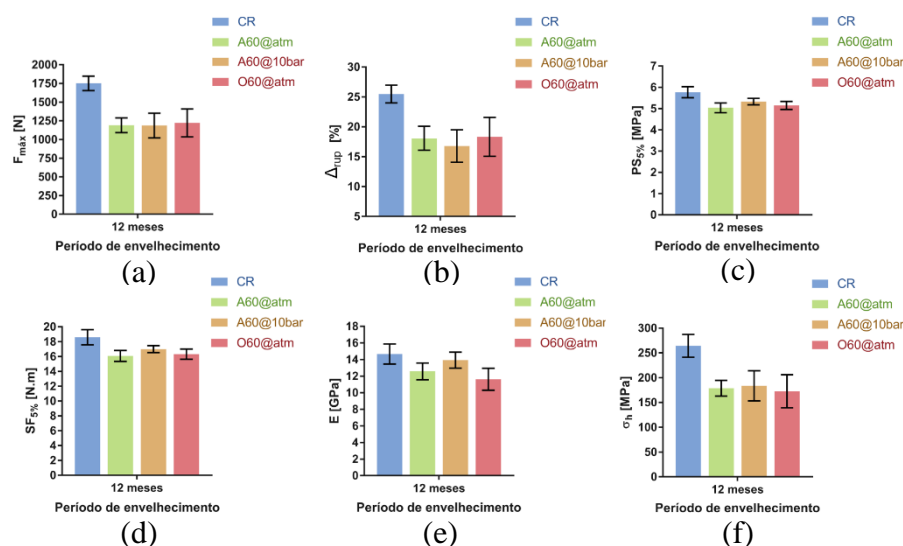 CR
A60@atm
A60@10bar
O60@atm
2000
1750
1500
1250
1000
750
500
250
0
Fmáx [N]
12 meses
Período de envelhecimento
(a)
CR
A60@atm
A60@10bar
O60@atm
30
25
20
15
10
5
Δrup [%]
12 meses
Período de envelhecimento
(b)
CR
A60@atm
A60@10bar
O60@atm
7
6
5
4
3
2
1
0
PS5% [MPa]
12 meses
Período de envelhecimento
(c)
CR
A60@atm
A60@10bar
O60@atm
20
18
16
14
12
10
8
6
4
2
0
SF5% [N.m]
12 meses
Período de envelhecimento
(d)
CR
A60@atm
A60@10bar
O60@atm
18
16
14
12
10
8
6
4
2
0
E [GPa]
12 meses
Período de envelhecimento
(e)
CR
A60@atm
A60@10bar
O60@atm
300
250
200
150
100
50
0
σh [MPa]
12 meses
Período de envelhecimento
(f)